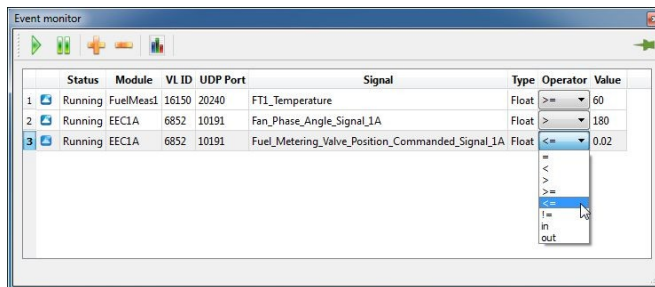 Event monitor
Status Module VL ID UDP Port Signal Type Operator Value
1 Running FuelMeas1 16150 20240 FT1_Temperature Float >= 60
2 Running EEC1A 6852 10191 Fan_Phase_Angle_Signal_1A Float > 180
3 Running EEC1A 6852 10191 Fuel_Metering_Valve_Position_Commanded_Signal_1A Float <= 0.02
=
<
>
>=
<=
!=
in
out